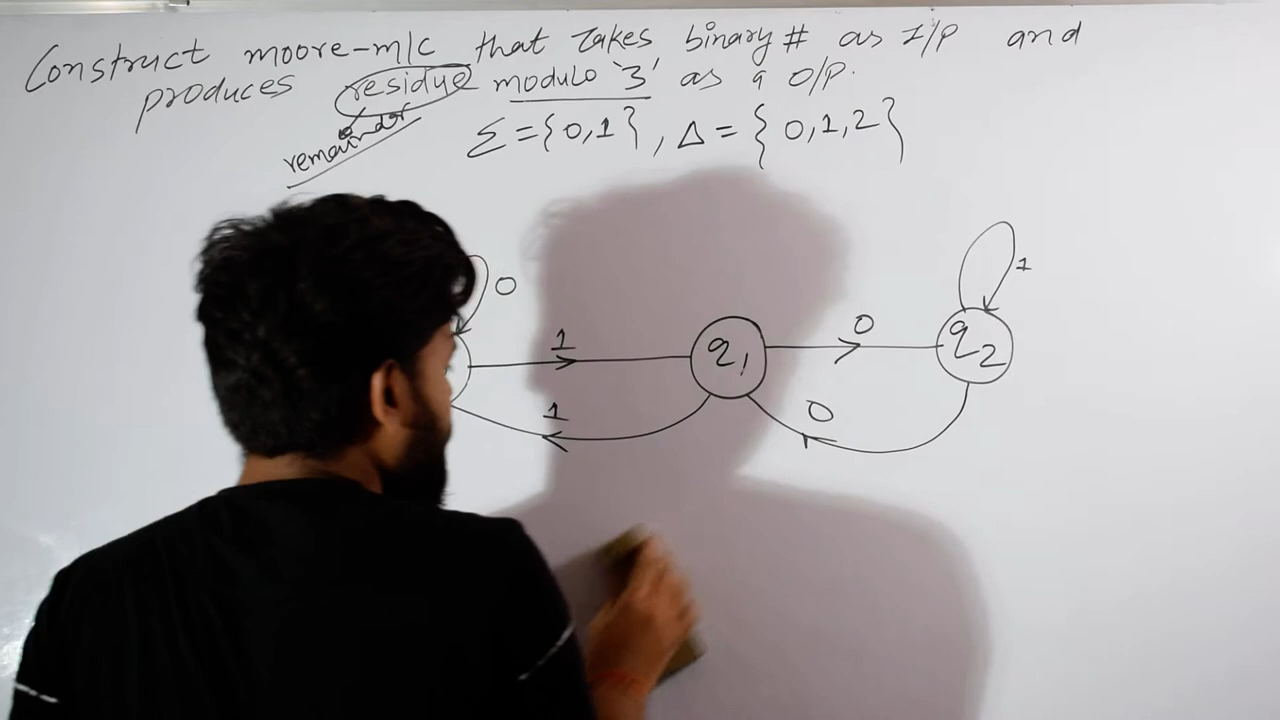 Construct moore-m/c that Takes binary # as I/P and
produces residue modulo '3' as a O/P.
remaindar
Σ = {0,1}, Δ = {0,1,2}
0
1
1
q1
0
0
q2
1